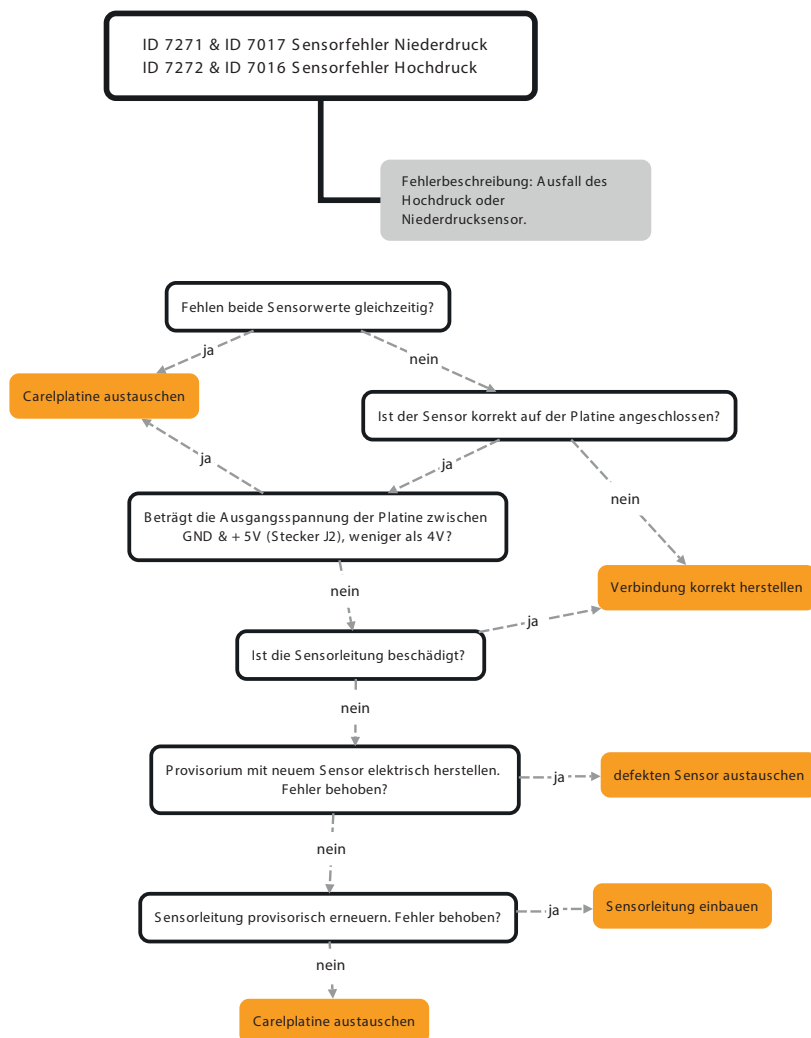 ID 7271 & ID 7017 Sensorfehler Niederdruck
ID 7272 & ID 7016 Sensorfehler Hochdruck
Fehlerbeschreibung: Ausfall des
Hochdruck oder
Niederdrucksensor.
Fehlen beide Sensorwerte gleichzeitig?
ja
nein
Carelplatine austauschen
Ist der Sensor korrekt auf der Platine angeschlossen?
ja
ja
nein
Beträgt die Ausgangsspannung der Platine zwischen
GND & + 5V (Stecker J2), weniger als 4V?
nein
Verbindung korrekt herstellen
ja
Ist die Sensorleitung beschädigt?
nein
Provisorium mit neuem Sensor elektrisch herstellen.
Fehler behoben?
ja
defekten Sensor austauschen
nein
Sensorleitung provisorisch erneuern. Fehler behoben?
ja
Sensorleitung einbauen
nein
Carelplatine austauschen